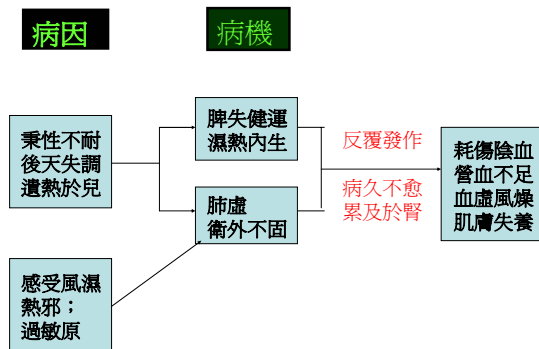 病因
病機
秉性不耐
後天失調
遺熱於兒
感受風濕
熱邪；
過敏原
脾失健運
濕熱內生
肺虛
衛外不固
反覆發作
病久不愈
累及於腎
耗傷陰血
營血不足
血虛風燥
肌膚失養